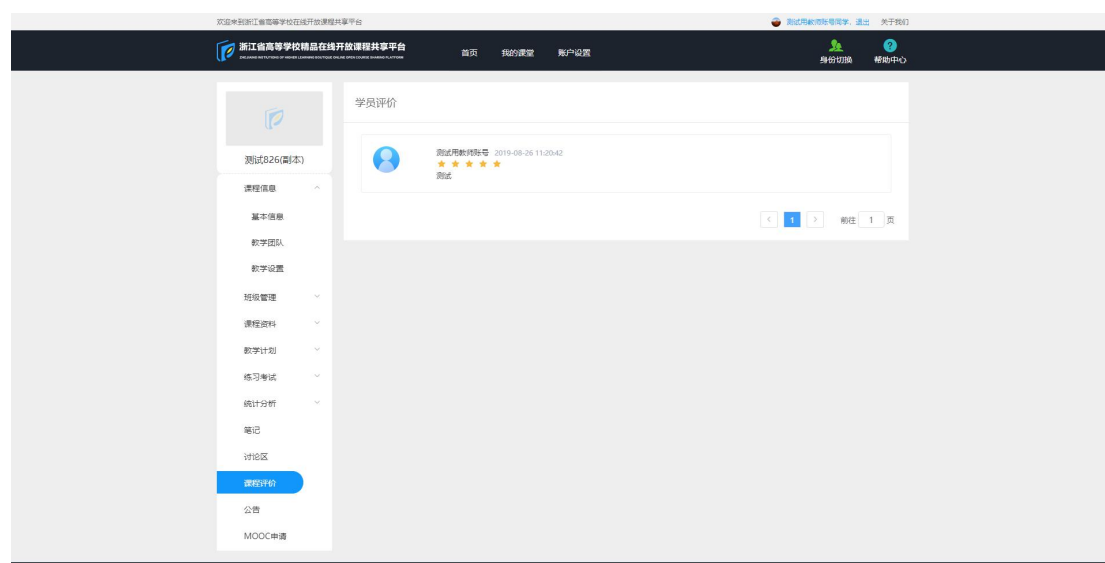 欢迎来到浙江省高等学校在线开放课程共享平台
测试用教师账号同学，退出 关于我们
浙江省高等学校精品在线开放课程共享平台
首页 我的课堂 账户设置
身份切换 帮助中心
测试826(副本)
课程信息
基本信息
教学团队
教学设置
班级管理
课程资料
教学计划
练习考试
统计分析
笔记
讨论区
课程评价
公告
MOOC申请
学员评价
测试用教师账号 2019-08-26 11:20:42
测试
1 前往 1 页